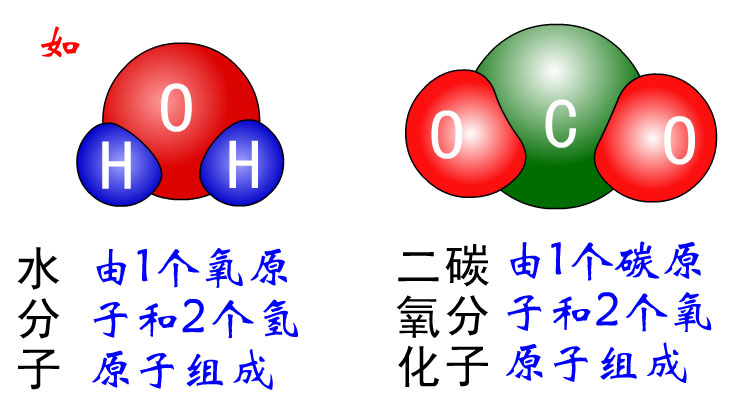 如
O
H H
O C O
水分子
由1个氧原
子和2个氢
原子组成
二氧化
碳分子
由1个碳原
子和2个氧
原子组成